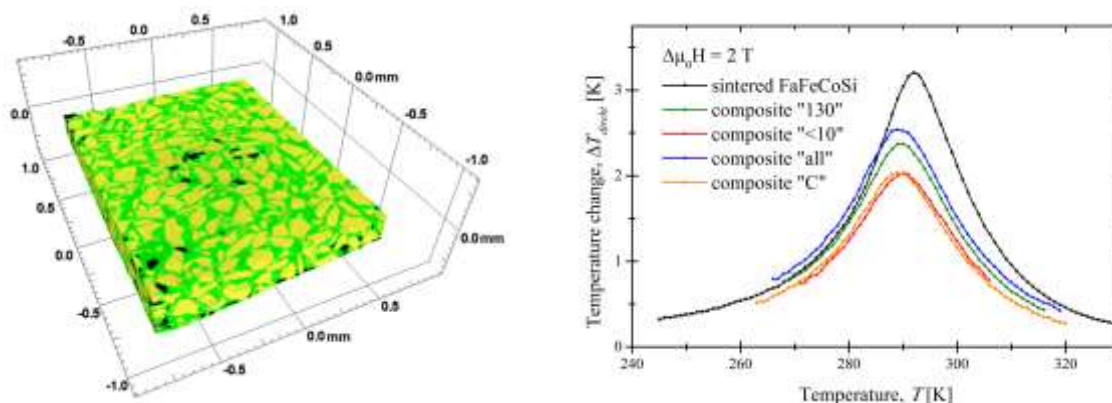 0.5
1.0
0.0
0.5
-0.5
0.0 mm
0.0
-0.5
1.0
-1.0
0.5
0.0 mm
0.0
0.5
-0.5
0.0 mm
-1.0
-0.5
Δμ₀H = 2 T
sintered FaFeCoSi
composite "130"
composite "<10"
composite "all"
composite "C"
Temperature change, ΔT_direkt [K]
3
2
1
0
240
260
280
300
320
Temperature, T [K]